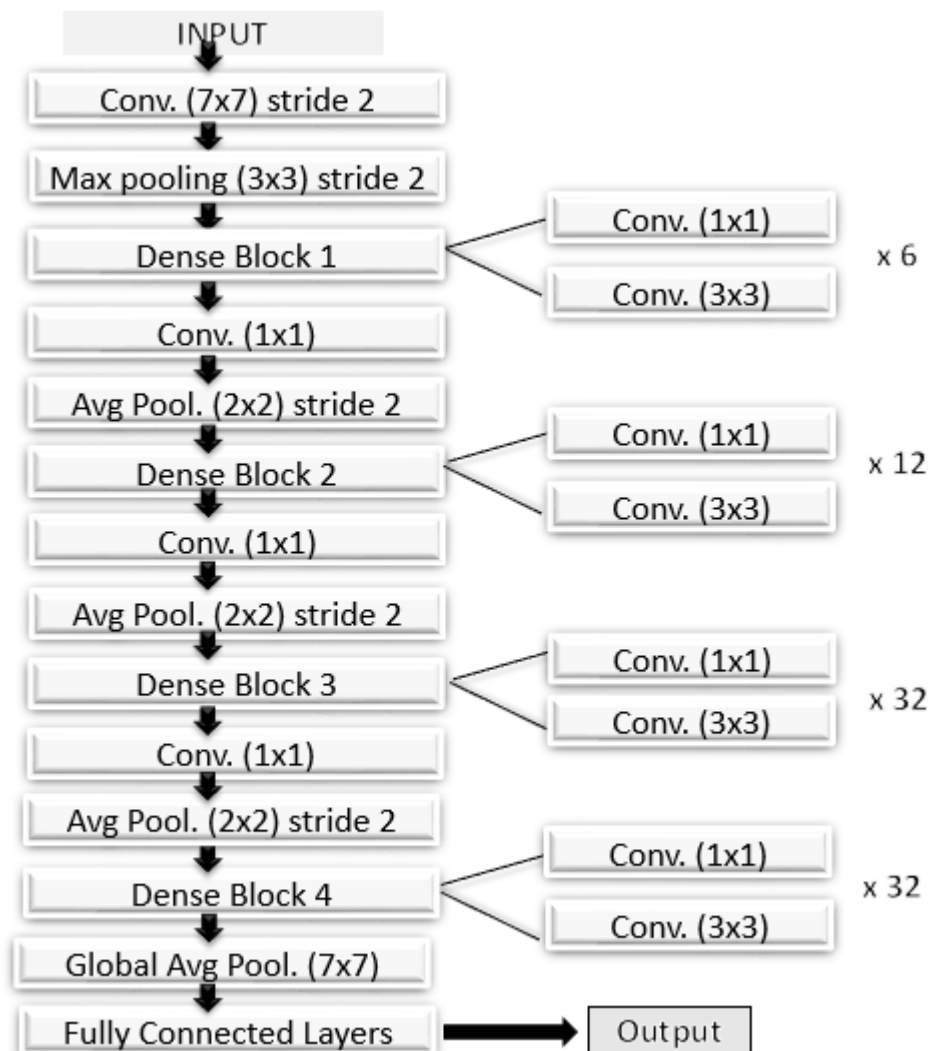 INPUT
Conv. (7x7) stride 2
Max pooling (3x3) stride 2
Dense Block 1
Conv. (1x1)
Conv. (3x3)
x 6
Conv. (1x1)
Avg Pool. (2x2) stride 2
Dense Block 2
Conv. (1x1)
Conv. (3x3)
x 12
Conv. (1x1)
Avg Pool. (2x2) stride 2
Dense Block 3
Conv. (1x1)
Conv. (3x3)
x 32
Conv. (1x1)
Avg Pool. (2x2) stride 2
Dense Block 4
Conv. (1x1)
Conv. (3x3)
x 32
Global Avg Pool. (7x7)
Fully Connected Layers
Output